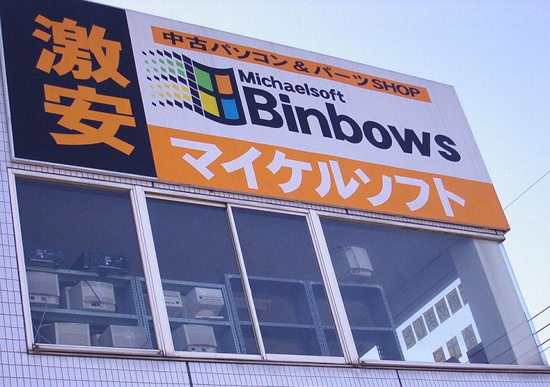 激安
中古パソコン&パーツSHOP
Michaelsoft
Binbows
マイケルソフト